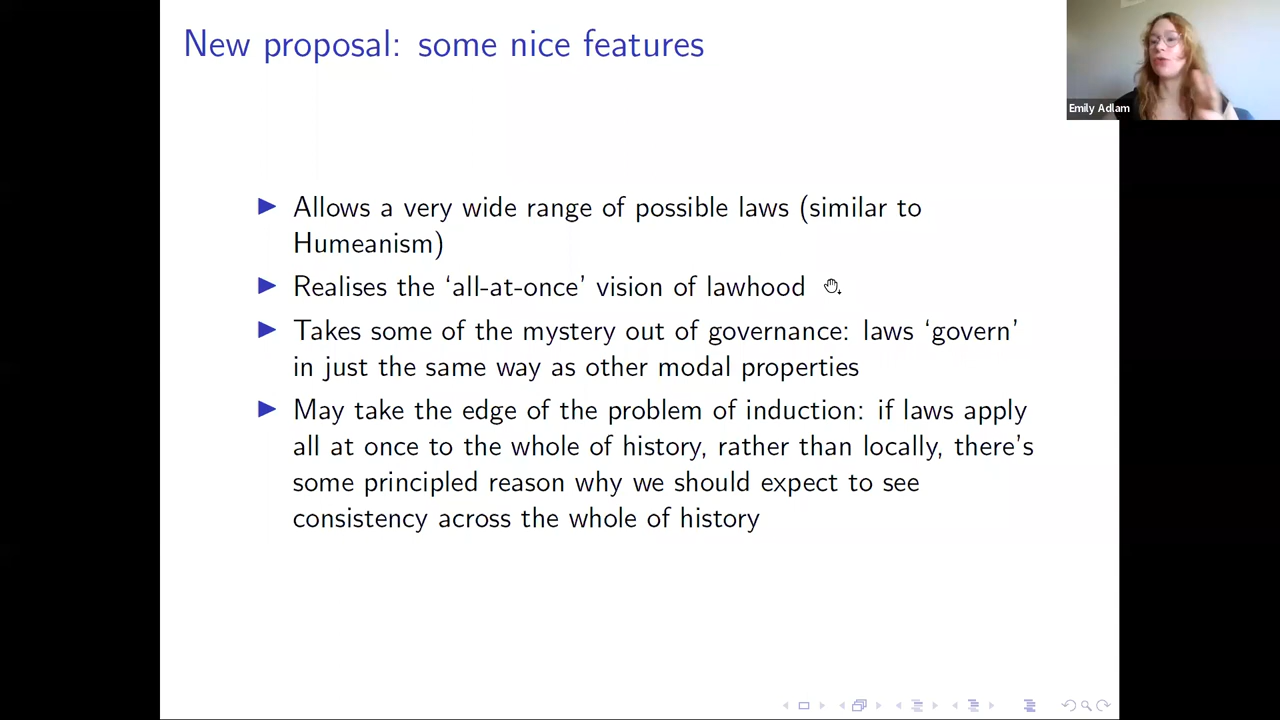 New proposal: some nice features
Emily Adlam
▶ Allows a very wide range of possible laws (similar to
Humeanism)
▶ Realises the ‘all-at-once’ vision of lawhood
▶ Takes some of the mystery out of governance: laws ‘govern’
in just the same way as other modal properties
▶ May take the edge of the problem of induction: if laws apply
all at once to the whole of history, rather than locally, there's
some principled reason why we should expect to see
consistency across the whole of history